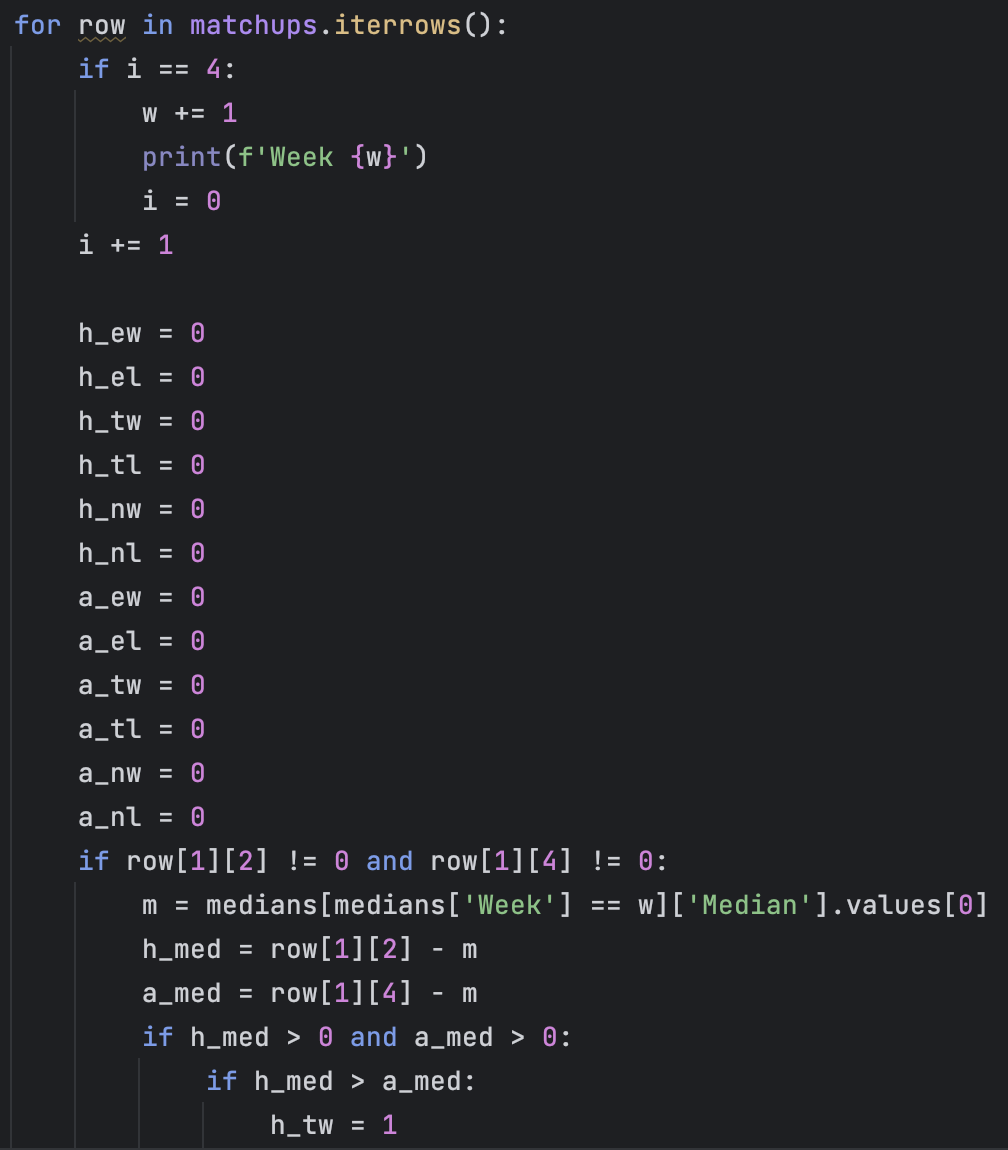 for row in matchups.iterrows():
    if i == 4:
        w += 1
        print(f'Week {w}')
        i = 0
    i += 1

    h_ew = 0
    h_el = 0
    h_tw = 0
    h_tl = 0
    h_nw = 0
    h_nl = 0
    a_ew = 0
    a_el = 0
    a_tw = 0
    a_tl = 0
    a_nw = 0
    a_nl = 0
    if row[1][2] != 0 and row[1][4] != 0:
        m = medians[medians['Week'] == w]['Median'].values[0]
        h_med = row[1][2] - m
        a_med = row[1][4] - m
        if h_med > 0 and a_med > 0:
            if h_med > a_med:
                h_tw = 1